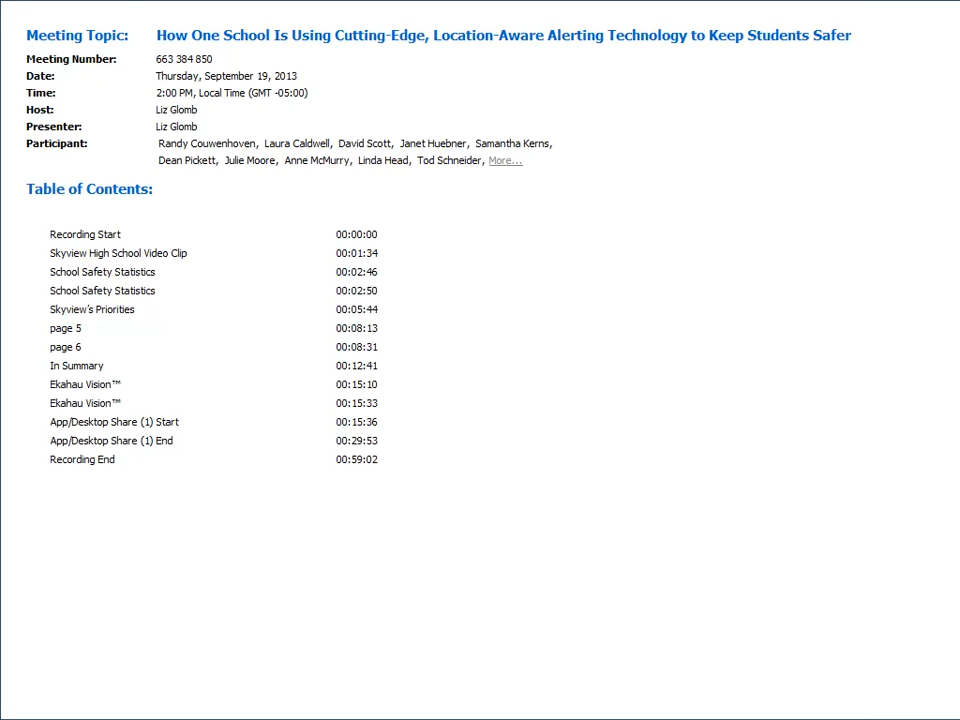 Meeting Topic: How One School Is Using Cutting-Edge, Location-Aware Alerting Technology to Keep Students Safer
Meeting Number: 663 384 850
Date: Thursday, September 19, 2013
Time: 2:00 PM, Local Time (GMT -05:00)
Host: Liz Glomb
Presenter: Liz Glomb
Participant: Randy Couwenhoven, Laura Caldwell, David Scott, Janet Huebner, Samantha Kerns,
Dean Pickett, Julie Moore, Anne McMurry, Linda Head, Tod Schneider, More...
Table of Contents:
Recording Start 00:00:00
Skyview High School Video Clip 00:01:34
School Safety Statistics 00:02:46
School Safety Statistics 00:02:50
Skyview’s Priorities 00:05:44
page 5 00:08:13
page 6 00:08:31
In Summary 00:12:41
Ekahau Vision™ 00:15:10
Ekahau Vision™ 00:15:33
App/Desktop Share (1) Start 00:15:36
App/Desktop Share (1) End 00:29:53
Recording End 00:59:02